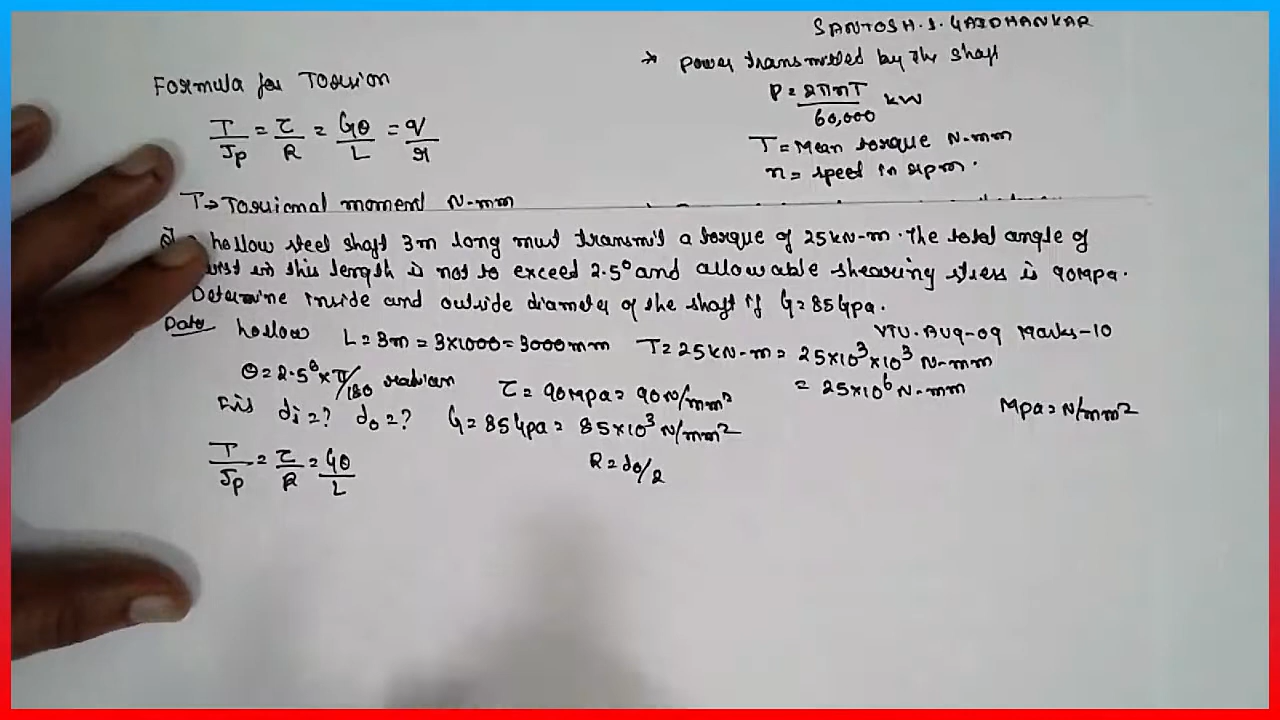 SANTOSH.S.GAIDHANKAR
Formula for Torsion
→ Power transmitted by the shaft
P = 2πnT / 60,000 kW
T/Jp = τ/R = Gθ/L = q/r
T = Mean torque N-mm
n = speed in rpm.
T → Torsional moment N-mm
hollow steel shaft 3m long must transmit a torque of 25kN-m. The total angle of
in this length is not to exceed 2.5° and allowable shearing stress is 90MPa.
Determine inside and outside diameter of the shaft if G=85Gpa.
VTU. Aug-09 Marks-10
Data hollow L=3m = 3×1000=3000mm T=25kN-m = 25×10³×10³ N-mm
= 25×10⁶ N-mm
θ=2.5°×π/180 radian τ = 90Mpa= 90N/mm²
Mpa=N/mm²
di=? do=? G=85Gpa= 85×10³ N/mm²
T/Jp = τ/R = Gθ/L R=do/2